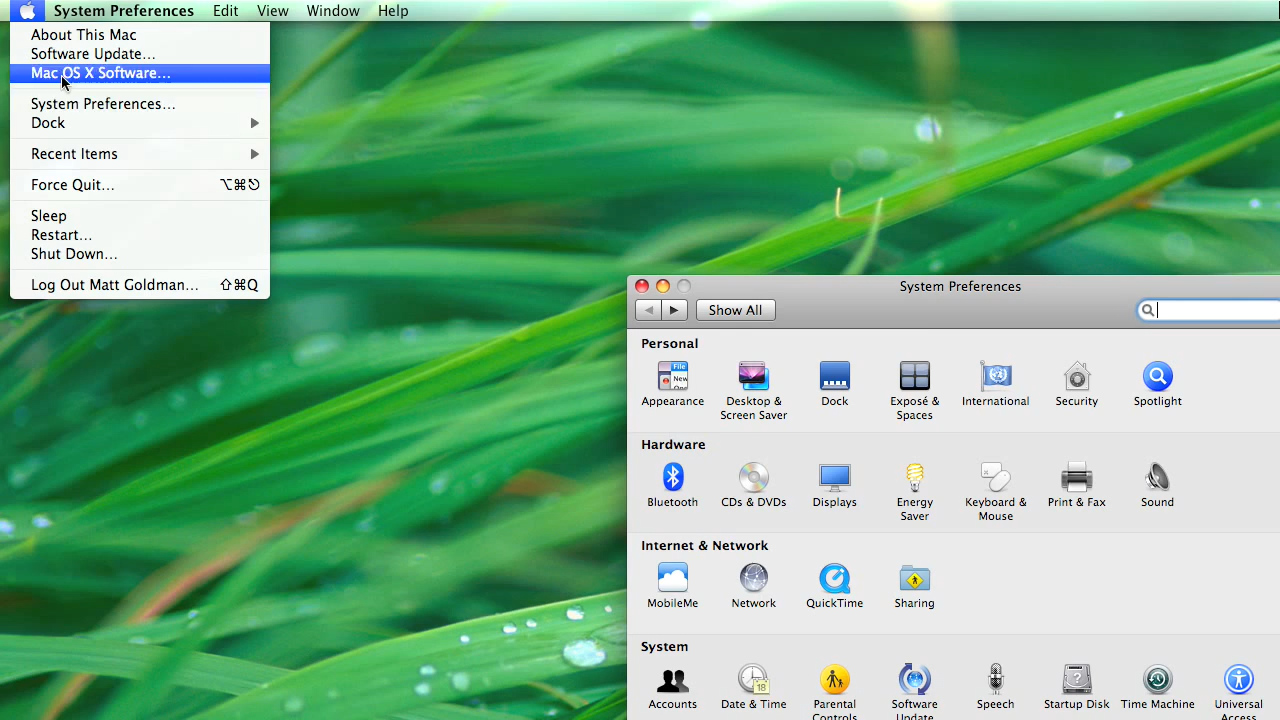 System Preferences Edit View Window Help
About This Mac
Software Update…
Mac OS X Software…
System Preferences…
Dock
Recent Items
Force Quit… ⌥⌘⎋
Sleep
Restart…
Shut Down…
Log Out Matt Goldman… ⇧⌘Q
System Preferences
Show All
Personal
Appearance
Desktop &
Screen Saver
Dock
Exposé &
Spaces
International
Security
Spotlight
Hardware
Bluetooth
CDs & DVDs
Displays
Energy
Saver
Keyboard &
Mouse
Print & Fax
Sound
Internet & Network
MobileMe
Network
QuickTime
Sharing
System
Accounts
Date & Time
Parental
Controls
Software
Update
Speech
Startup Disk
Time Machine
Universal
Access